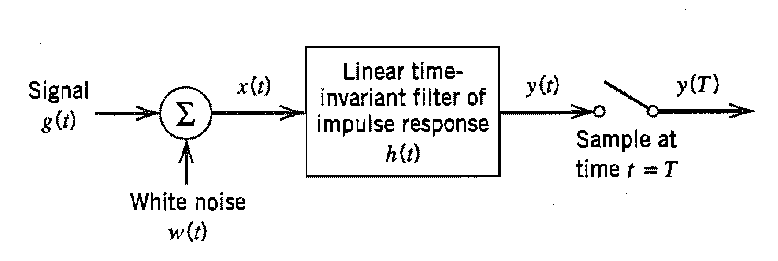 Signal
g(t)
Σ
White noise
w(t)
x(t)
Linear time-
invariant filter of
impulse response
h(t)
y(t)
Sample at
time t = T
y(T)